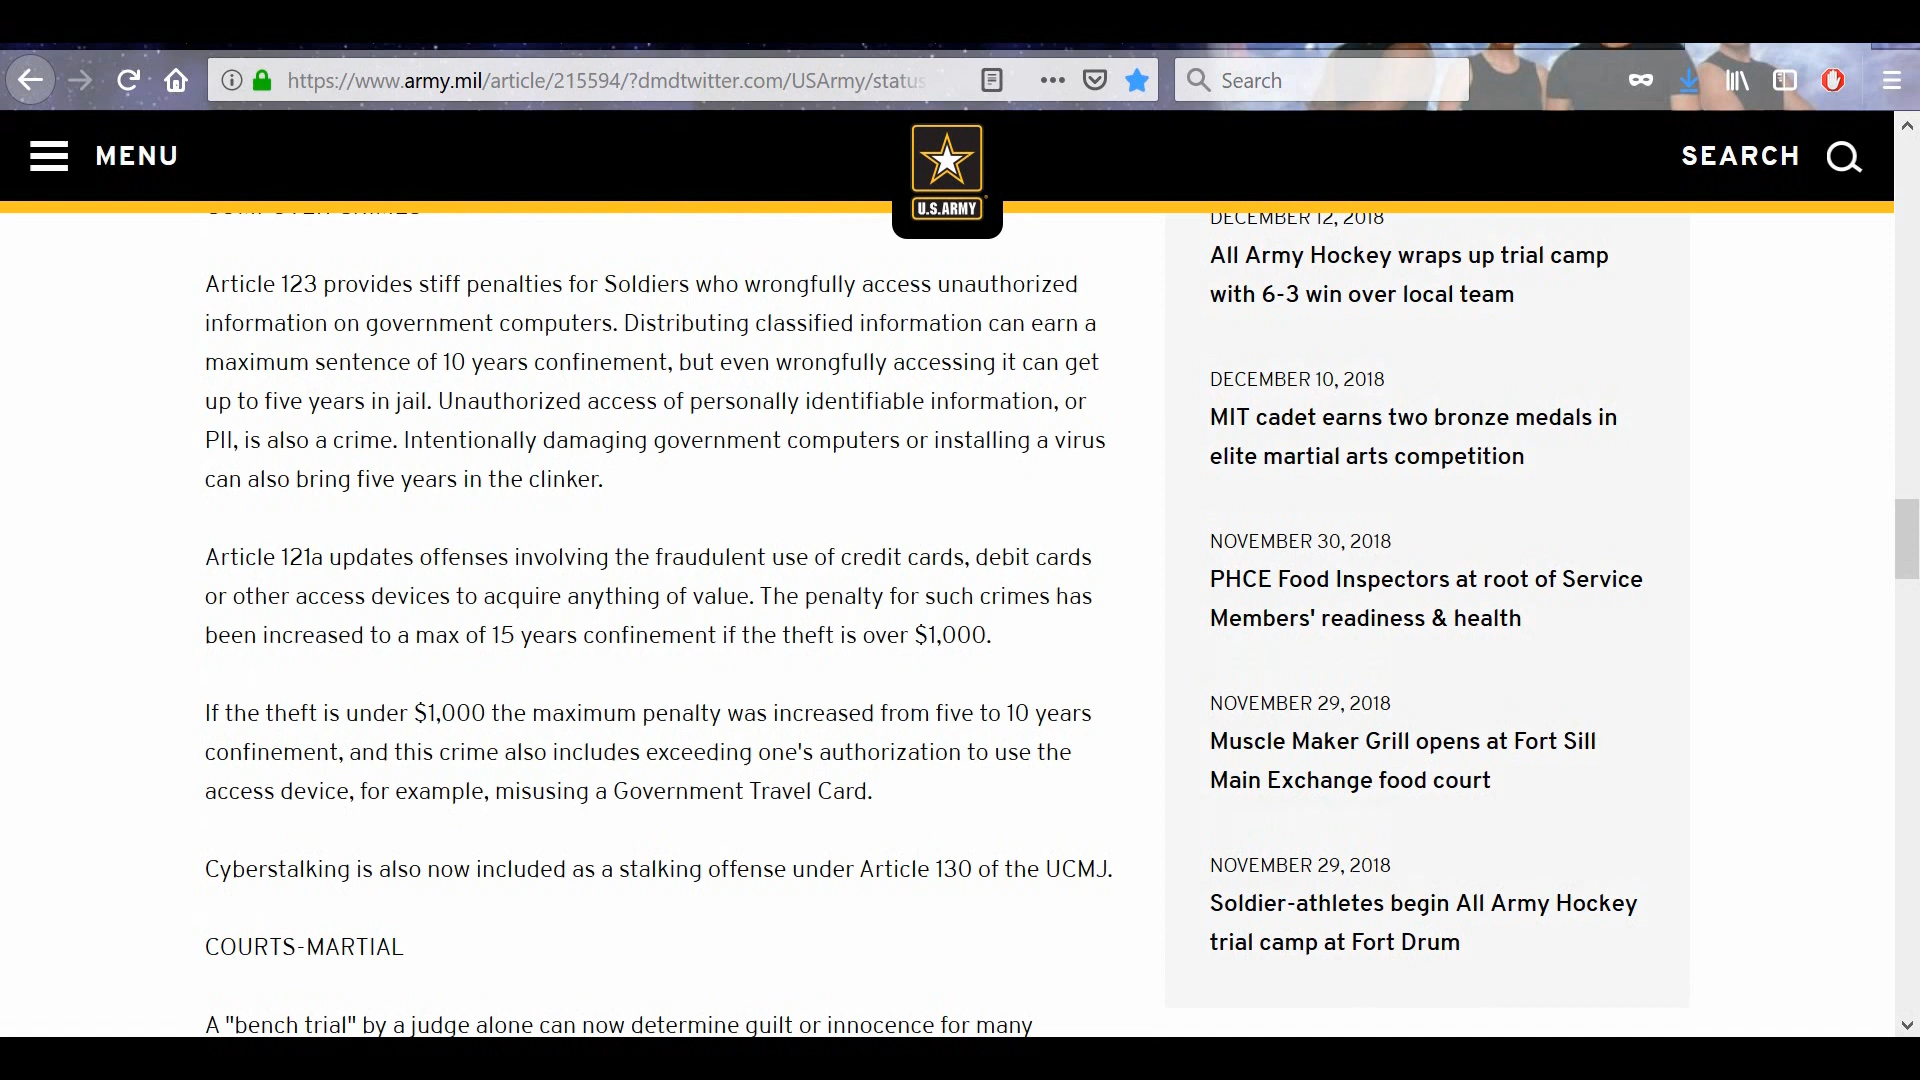 https://www.army.mil/article/215594/?dmdtwitter.com/USArmy/status
Search
MENU
U.S.ARMY
SEARCH
COMPUTER CRIMES
Article 123 provides stiff penalties for Soldiers who wrongfully access unauthorized
information on government computers. Distributing classified information can earn a
maximum sentence of 10 years confinement, but even wrongfully accessing it can get
up to five years in jail. Unauthorized access of personally identifiable information, or
PII, is also a crime. Intentionally damaging government computers or installing a virus
can also bring five years in the clinker.
Article 121a updates offenses involving the fraudulent use of credit cards, debit cards
or other access devices to acquire anything of value. The penalty for such crimes has
been increased to a max of 15 years confinement if the theft is over $1,000.
If the theft is under $1,000 the maximum penalty was increased from five to 10 years
confinement, and this crime also includes exceeding one's authorization to use the
access device, for example, misusing a Government Travel Card.
Cyberstalking is also now included as a stalking offense under Article 130 of the UCMJ.
COURTS-MARTIAL
A "bench trial" by a judge alone can now determine guilt or innocence for many
DECEMBER 12, 2018
All Army Hockey wraps up trial camp
with 6-3 win over local team
DECEMBER 10, 2018
MIT cadet earns two bronze medals in
elite martial arts competition
NOVEMBER 30, 2018
PHCE Food Inspectors at root of Service
Members' readiness & health
NOVEMBER 29, 2018
Muscle Maker Grill opens at Fort Sill
Main Exchange food court
NOVEMBER 29, 2018
Soldier-athletes begin All Army Hockey
trial camp at Fort Drum